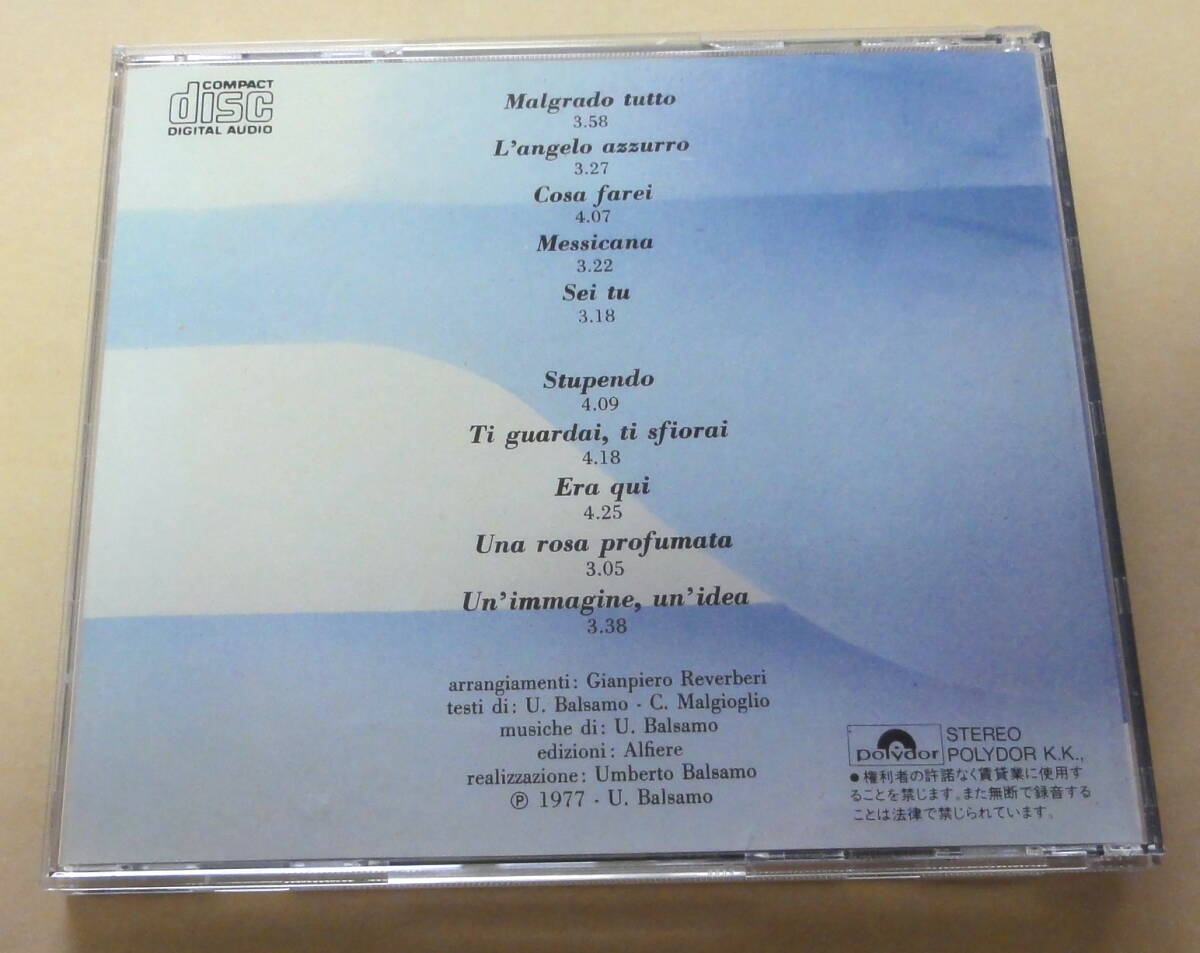 COMPACT
disc
DIGITAL AUDIO
Malgrado tutto
3.58
L'angelo azzurro
3.27
Cosa farei
4.07
Messicana
3.22
Sei tu
3.18
Stupendo
4.09
Ti guardai, ti sfiorai
4.18
Era qui
4.25
Una rosa profumata
3.05
Un'immagine, un'idea
3.38
arrangiamenti: Gianpiero Reverberi
testi di: U. Balsamo - C. Malgioglio
musiche di: U. Balsamo
edizioni: Alfiere
realizzazione: Umberto Balsamo
℗ 1977 - U. Balsamo
polydor
STEREO
POLYDOR K.K.,
●権利者の許諾なく賃貸業に使用す
ることを禁じます。また無断で録音する
ことは法律で禁じられています。